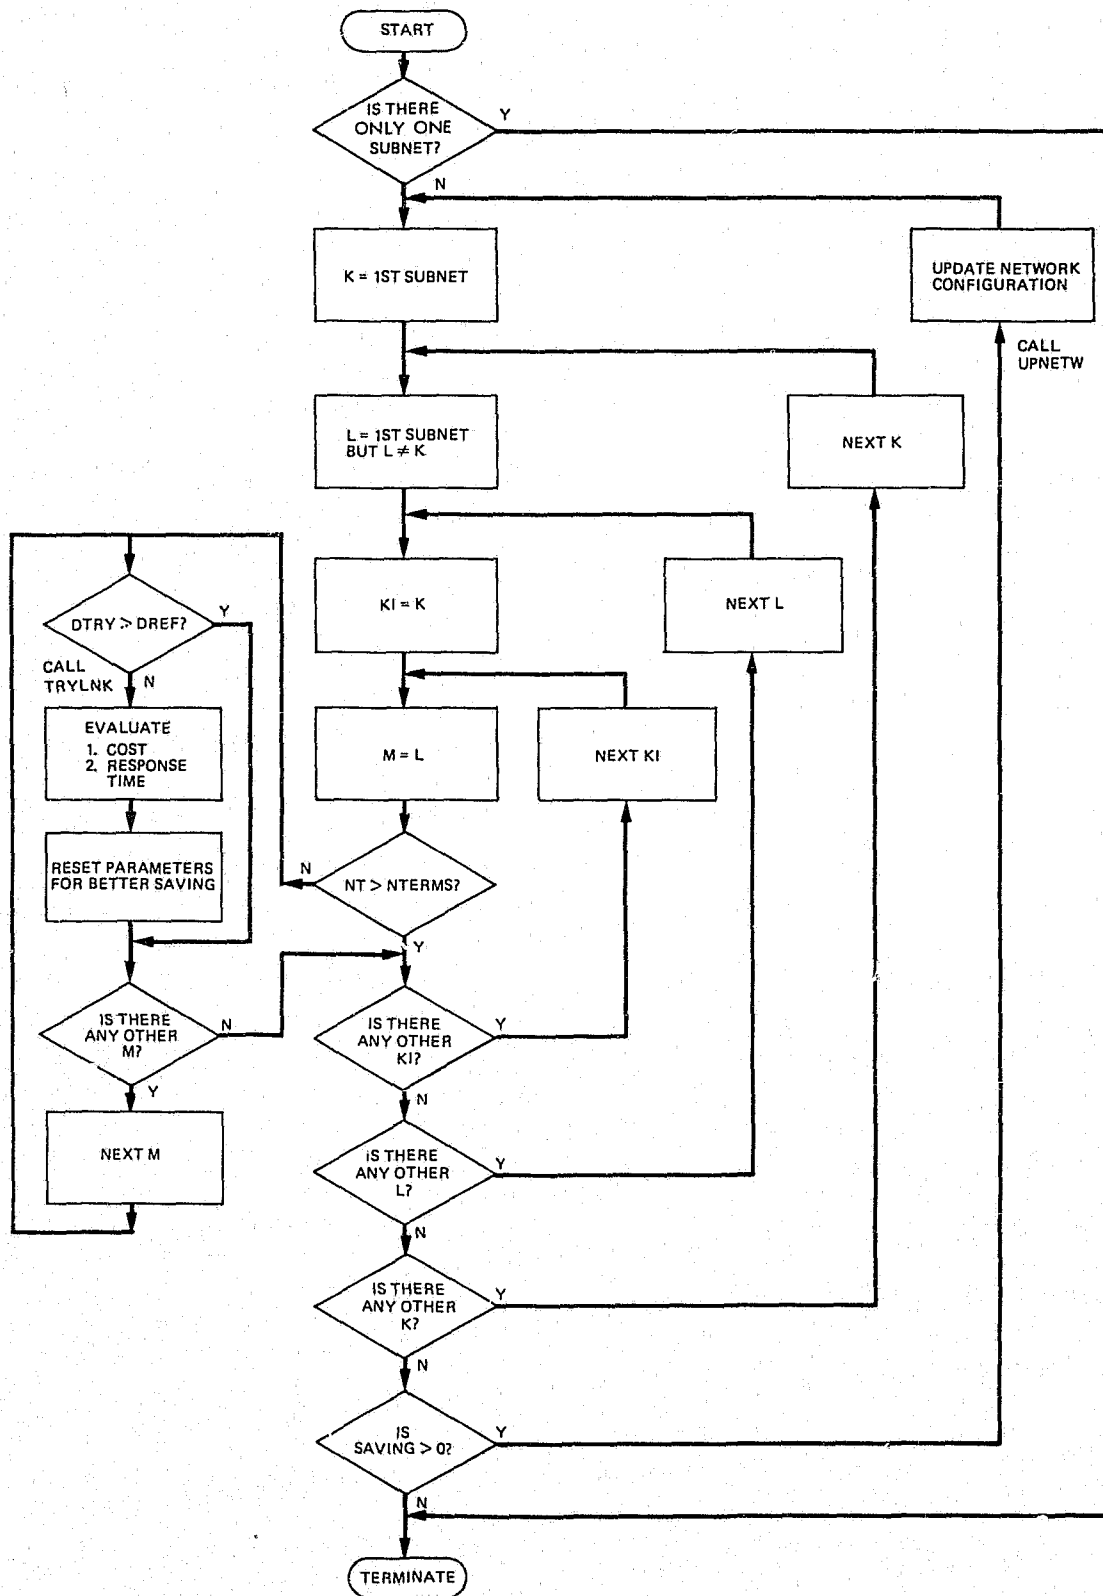 START
IS THERE
ONLY ONE
SUBNET?
Y
N
K = 1ST SUBNET
UPDATE NETWORK
CONFIGURATION
CALL
UPNETW
L = 1ST SUBNET
BUT L ≠ K
NEXT K
KI = K
NEXT L
DTRY > DREF?
Y
CALL
TRYLNK
N
EVALUATE
1. COST
2. RESPONSE
TIME
M = L
NEXT KI
RESET PARAMETERS
FOR BETTER SAVING
N
NT > NTERMS?
Y
IS THERE
ANY OTHER
M?
N
Y
NEXT M
IS THERE
ANY OTHER
KI?
Y
N
IS THERE
ANY OTHER
L?
Y
N
IS THERE
ANY OTHER
K?
Y
N
IS
SAVING > 0?
Y
N
TERMINATE